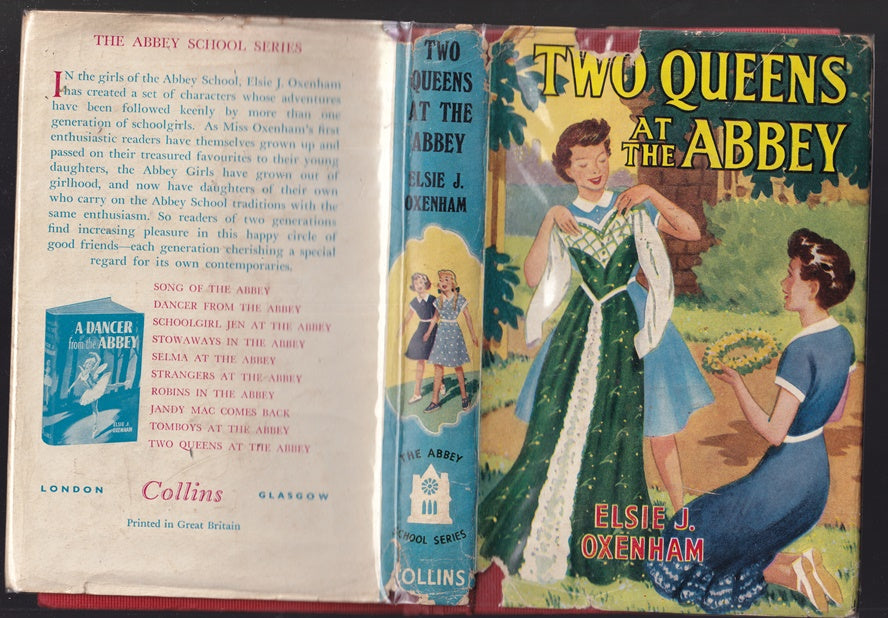 THE ABBEY SCHOOL SERIES
IN the girls of the Abbey School, Elsie J. Oxenham
has created a set of characters whose adventures
have been followed keenly by more than one
generation of schoolgirls. As Miss Oxenham's first
enthusiastic readers have themselves grown up and
passed on their treasured favourites to their young
daughters, the Abbey Girls have grown out of
girlhood, and now have daughters of their own
who carry on the Abbey School traditions with the
same enthusiasm. So readers of two generations
find increasing pleasure in this happy circle of
good friends—each generation cherishing a special
regard for its own contemporaries.
SONG OF THE ABBEY
DANCER FROM THE ABBEY
SCHOOLGIRL JEN AT THE ABBEY
STOWAWAYS IN THE ABBEY
SELMA AT THE ABBEY
STRANGERS AT THE ABBEY
ROBINS IN THE ABBEY
JANDY MAC COMES BACK
TOMBOYS AT THE ABBEY
TWO QUEENS AT THE ABBEY
A DANCER
from the ABBEY
ELSIE J.
OXENHAM
LONDON Collins GLASGOW
Printed in Great Britain
TWO
QUEENS
AT THE
ABBEY
ELSIE J.
OXENHAM
THE ABBEY
SCHOOL SERIES
COLLINS
TWO QUEENS
AT
THE ABBEY
ELSIE J.
OXENHAM